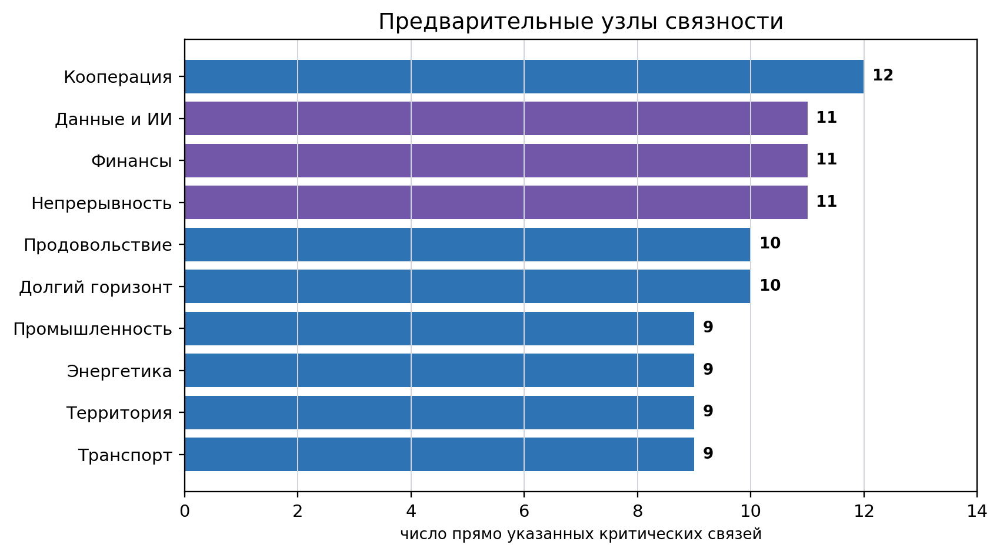 Предварительные узлы связности
Кооперация 12
Данные и ИИ 11
Финансы 11
Непрерывность 11
Продовольствие 10
Долгий горизонт 10
Промышленность 9
Энергетика 9
Территория 9
Транспорт 9
0 2 4 6 8 10 12 14
число прямо указанных критических связей